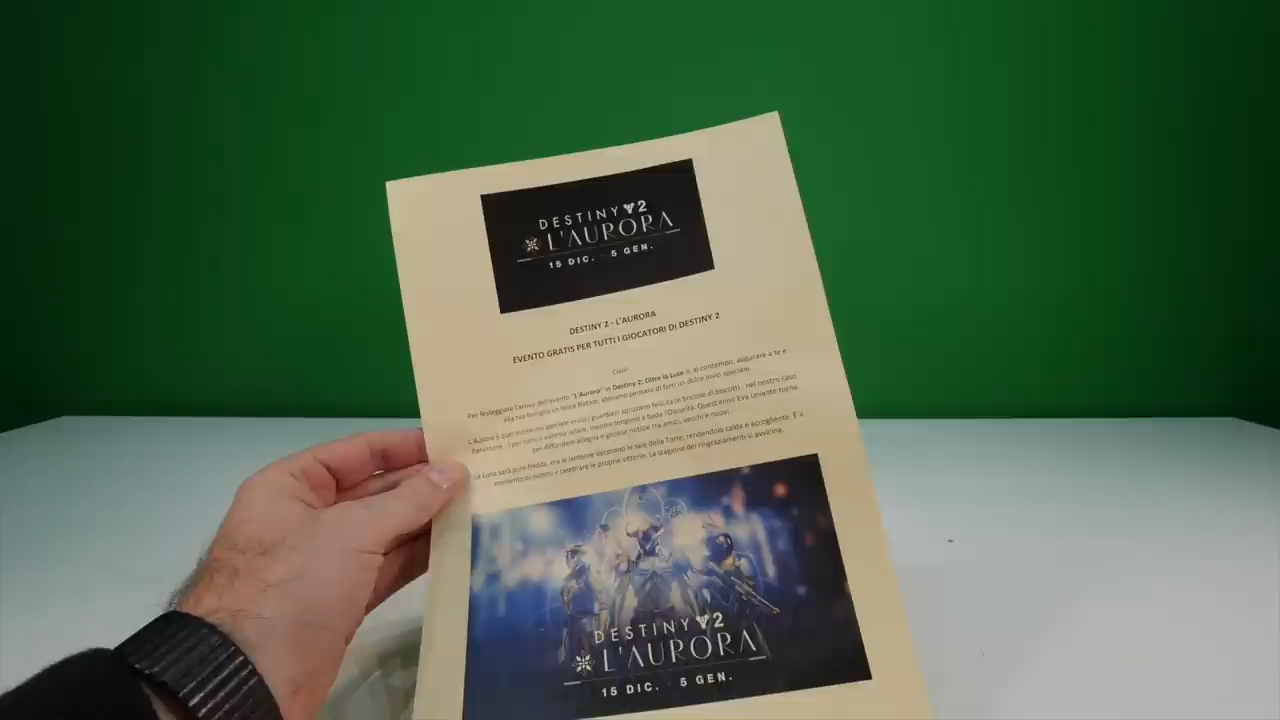 DESTINY 2
L'AURORA
15 DIC. - 5 GEN.
DESTINY 2 - L'AURORA
EVENTO GRATIS PER TUTTI I GIOCATORI DI DESTINY 2
Ciao!
Per festeggiare l'arrivo dell'evento "L'Aurora" in Destiny 2: Oltre la Luce e, al contempo, augurare a te e
alla tua famiglia un felice Natale, abbiamo pensato di farti un dolce invio speciale.
L'Aurora è quel momento speciale in cui i guardiani sprizzano felicità (e briciole di biscotti - nel nostro caso
Panettone...) per tutto il sistema solare, mentre tengono a bada l'Oscurità. Quest'anno Eva Levante torna
per diffondere allegria e gioiose notizie tra amici, vecchi e nuovi.
La Luna sarà pure fredda, ma le lanterne decorano le sale della Torre, rendendola calda e accogliente. È il
momento di riunirsi e celebrare le proprie vittorie. La stagione dei ringraziamenti si avvicina.
DESTINY 2
L'AURORA
15 DIC. - 5 GEN.